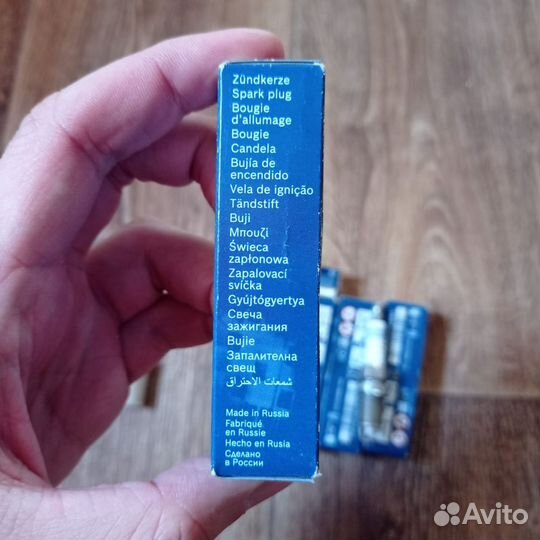 Zündkerze
Spark plug
Bougie
d'allumage
Bougie
Candela
Bujía de
encendido
Vela de ignição
Tändstift
Buji
Μπουζί
Świeca
zapłonowa
Zapalovací
svíčka
Gyújtógyertya
Свеча
зажигания
Bujie
Запалителна
свещ
شمعات الاحتراق
Made in Russia
Fabriqué
en Russie
Hecho en Rusia
Сделано
в России
Avito